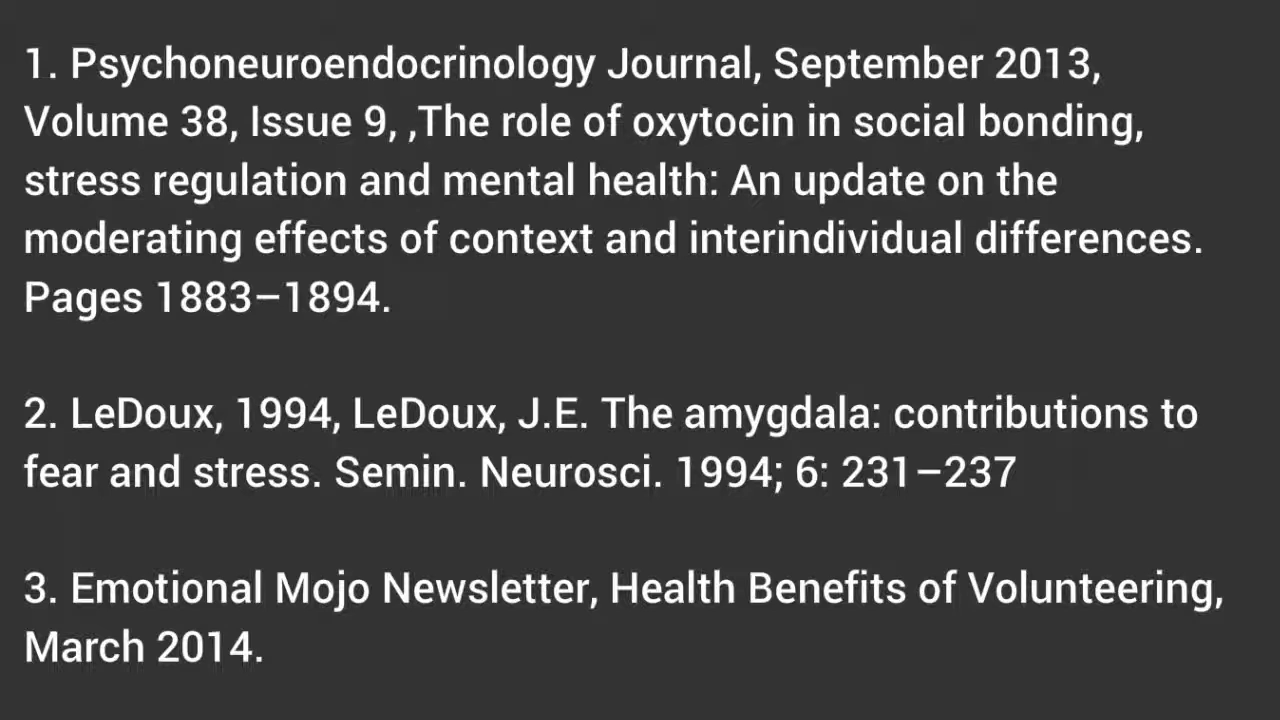 1. Psychoneuroendocrinology Journal, September 2013,
Volume 38, Issue 9, ,The role of oxytocin in social bonding,
stress regulation and mental health: An update on the
moderating effects of context and interindividual differences.
Pages 1883–1894.
2. LeDoux, 1994, LeDoux, J.E. The amygdala: contributions to
fear and stress. Semin. Neurosci. 1994; 6: 231–237
3. Emotional Mojo Newsletter, Health Benefits of Volunteering,
March 2014.